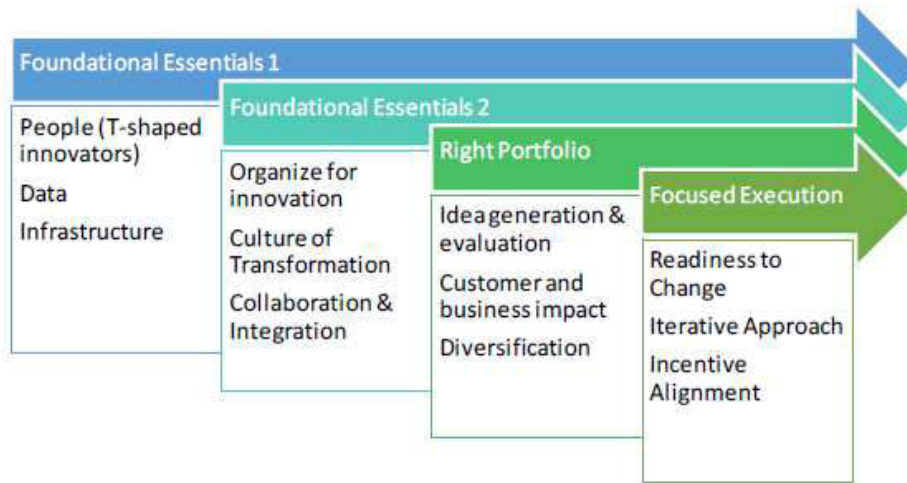 Foundational Essentials 1
People (T-shaped
innovators)
Data
Infrastructure
Foundational Essentials 2
Organize for
innovation
Culture of
Transformation
Collaboration &
Integration
Right Portfolio
Idea generation &
evaluation
Customer and
business impact
Diversification
Focused Execution
Readiness to
Change
Iterative Approach
Incentive
Alignment